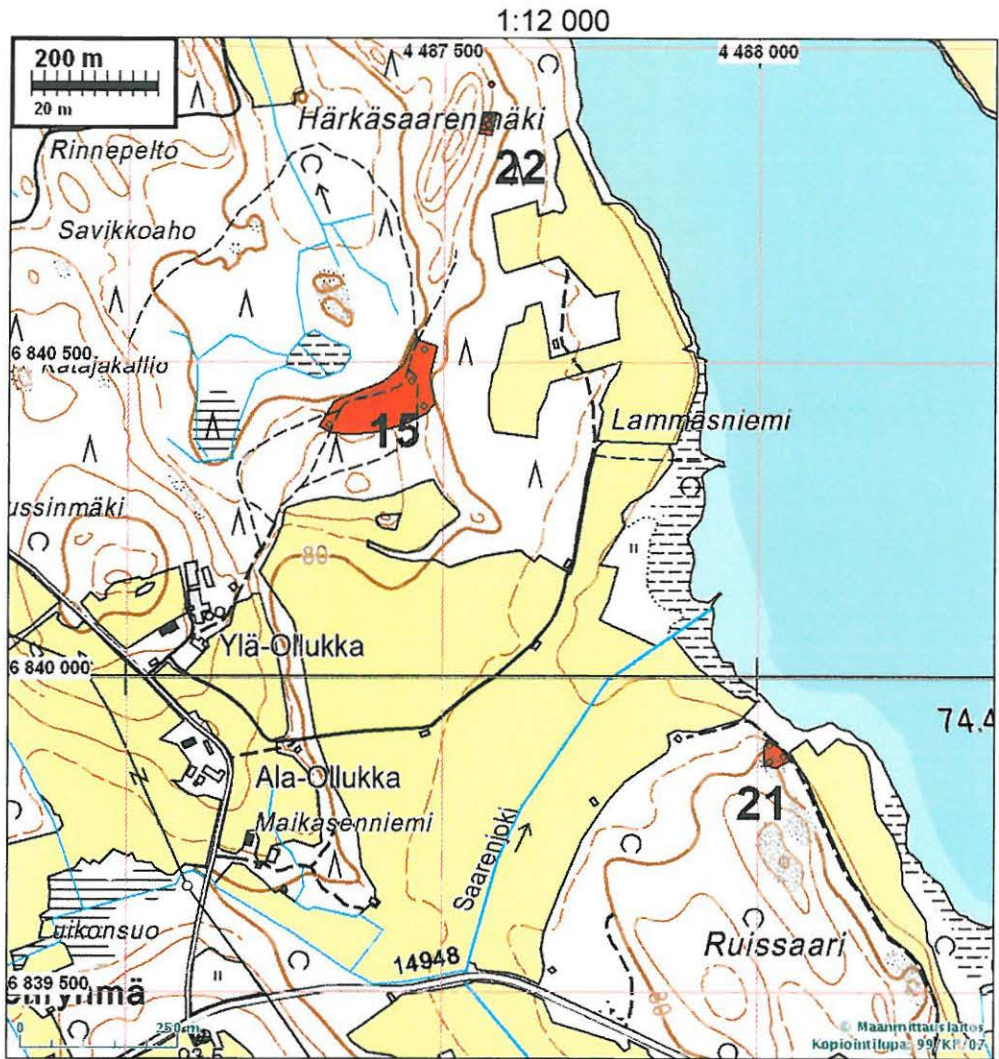 1:12 000
200 m
20 m
4 487 500
4 488 000
Härkäsaarenmäki
Rinnepelto
22
Savikkoaho
6 840 500
Katajakallio
15
Lammasniemi
ussinmäki
80
Ylä-Ollukka
6 840 000
74.4
Ala-Ollukka
21
Maikasenniemi
Saarenjoki
Luikonsuo
Ruissaari
14948
6 839 500
80
0 250 m
© Maanmittauslaitos
Kopiointilupa: 99/KP/07